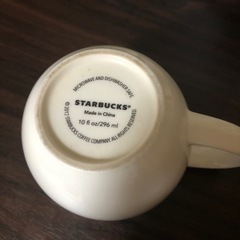 MICROWAVE AND DISHWASHER SAFE
STARBUCKS®
Made in China
10 fl oz/296 ml
© 2017 STARBUCKS COFFEE COMPANY. ALL RIGHTS RESERVED.